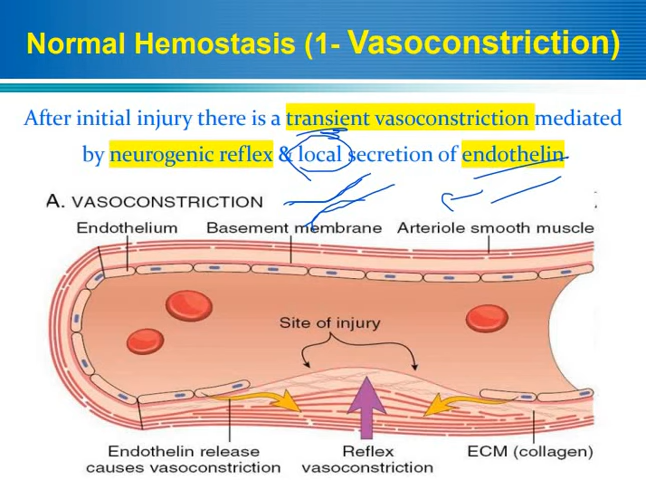 Normal Hemostasis (1- Vasoconstriction)
After initial injury there is a transient vasoconstriction mediated
by neurogenic reflex & local secretion of endothelin
A. VASOCONSTRICTION
Endothelium Basement membrane Arteriole smooth muscle
Site of injury
Endothelin release Reflex ECM (collagen)
causes vasoconstriction vasoconstriction